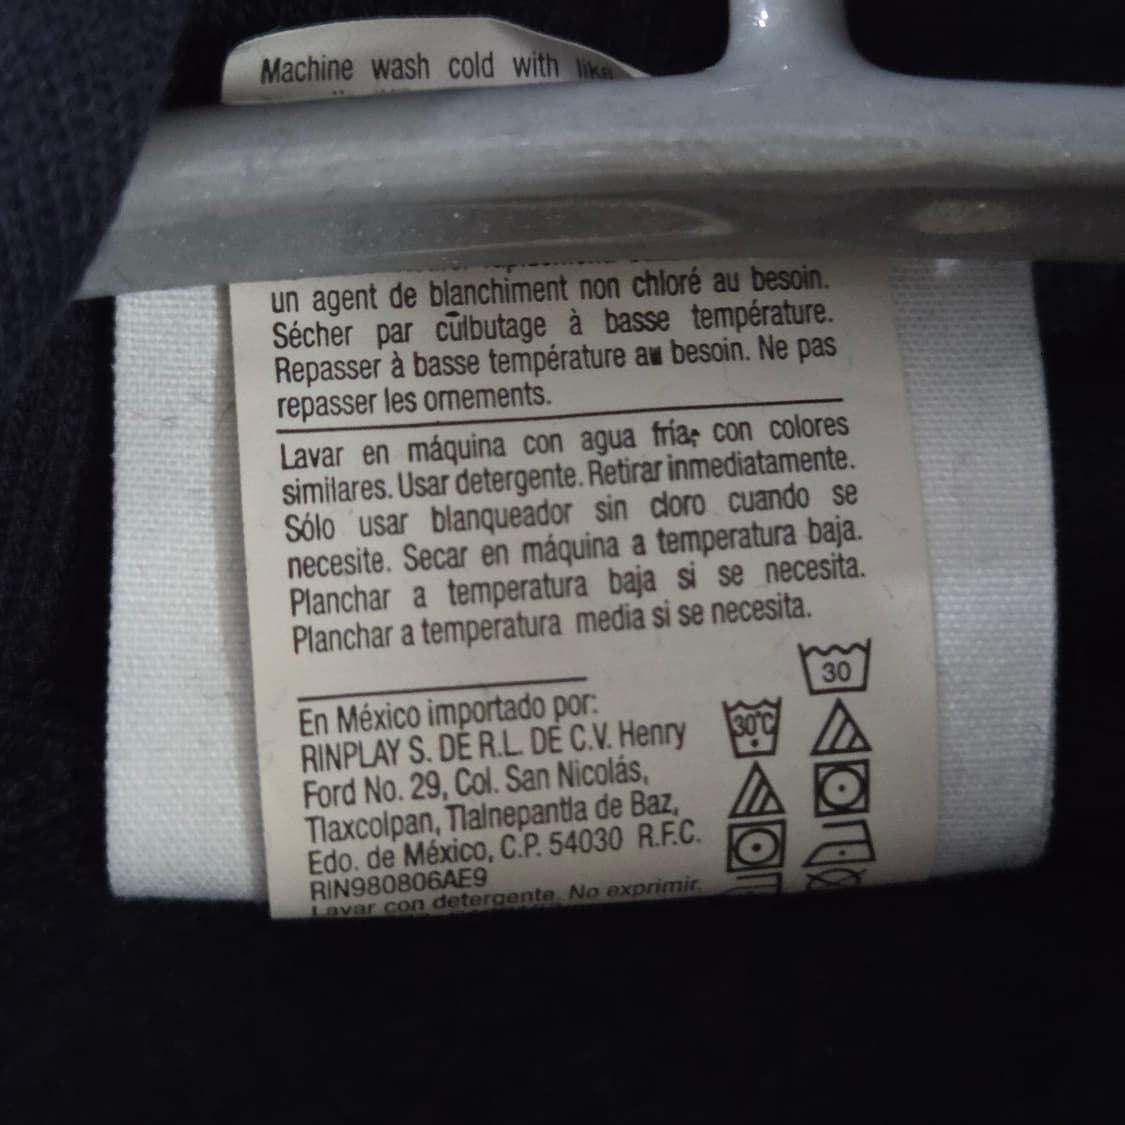 Machine wash cold with like
un agent de blanchiment non chloré au besoin.
Sécher par culbutage à basse température.
Repasser à basse température au besoin. Ne pas
repasser les ornements.
Lavar en máquina con agua fría, con colores
similares. Usar detergente. Retirar inmediatamente.
Sólo usar blanqueador sin cloro cuando se
necesite. Secar en máquina a temperatura baja.
Planchar a temperatura baja si se necesita.
Planchar a temperatura media si se necesita.
En México importado por:
RINPLAY S. DE R.L. DE C.V. Henry
Ford No. 29, Col. San Nicolás,
Tlaxcolpan, Tlalnepantla de Baz,
Edo. de México, C.P. 54030 R.F.C.
RIN980806AE9
Lavar con detergente. No exprimir.
30
30°C